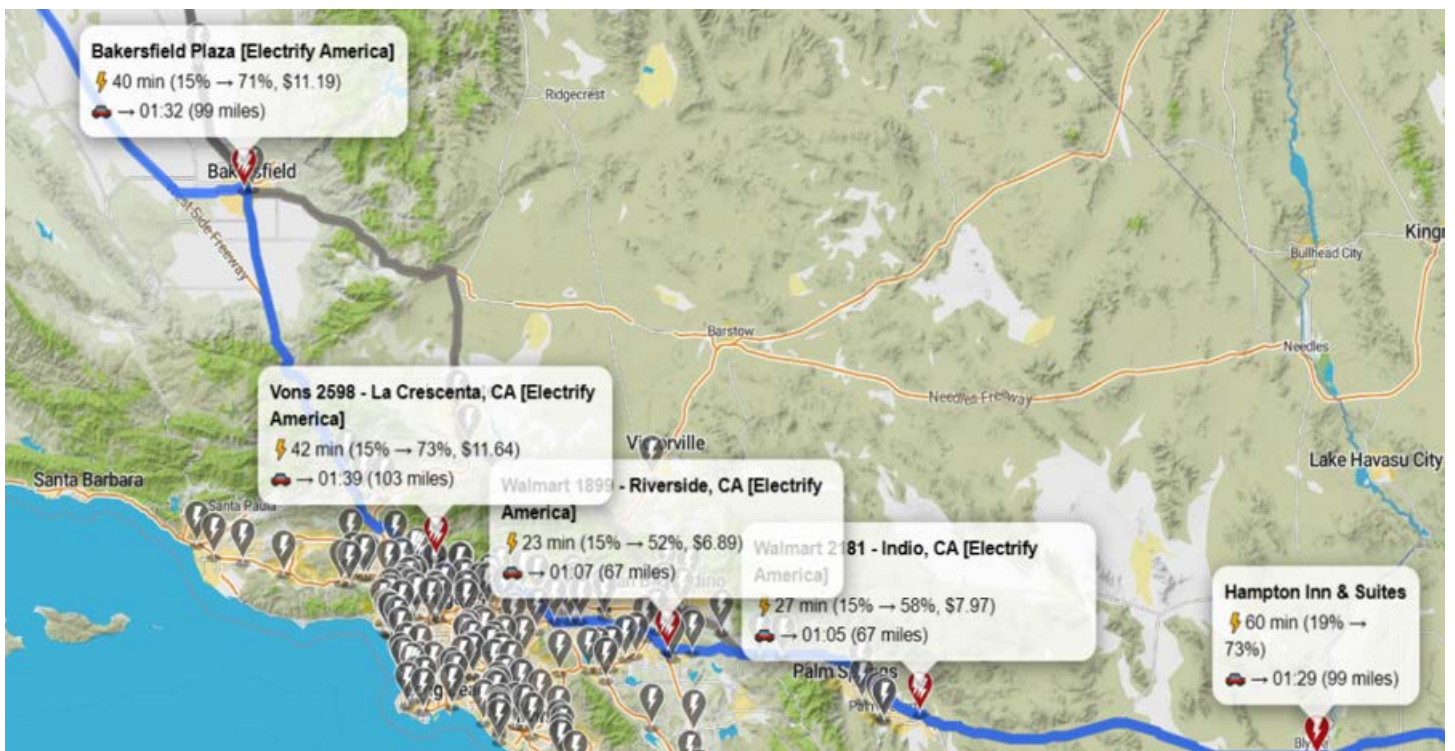 Bakersfield Plaza [Electrify America]
40 min (15% → 71%, $11.19)
→ 01:32 (99 miles)
Ridgecrest
Bakersfield
West-Side Freeway
Bullhead City
Barstow
Needles
Needles Freeway
Vons 2598 - La Crescenta, CA [Electrify
America]
42 min (15% → 73%, $11.64)
→ 01:39 (103 miles)
Victorville
Lake Havasu City
Santa Barbara
Santa Paula
Walmart 1899 - Riverside, CA [Electrify
America]
23 min (15% → 52%, $6.89)
→ 01:07 (67 miles)
Walmart 2181 - Indio, CA [Electrify
America]
27 min (15% → 58%, $7.97)
→ 01:05 (67 miles)
Hampton Inn & Suites
60 min (19% →
73%)
→ 01:29 (99 miles)
Palm Springs